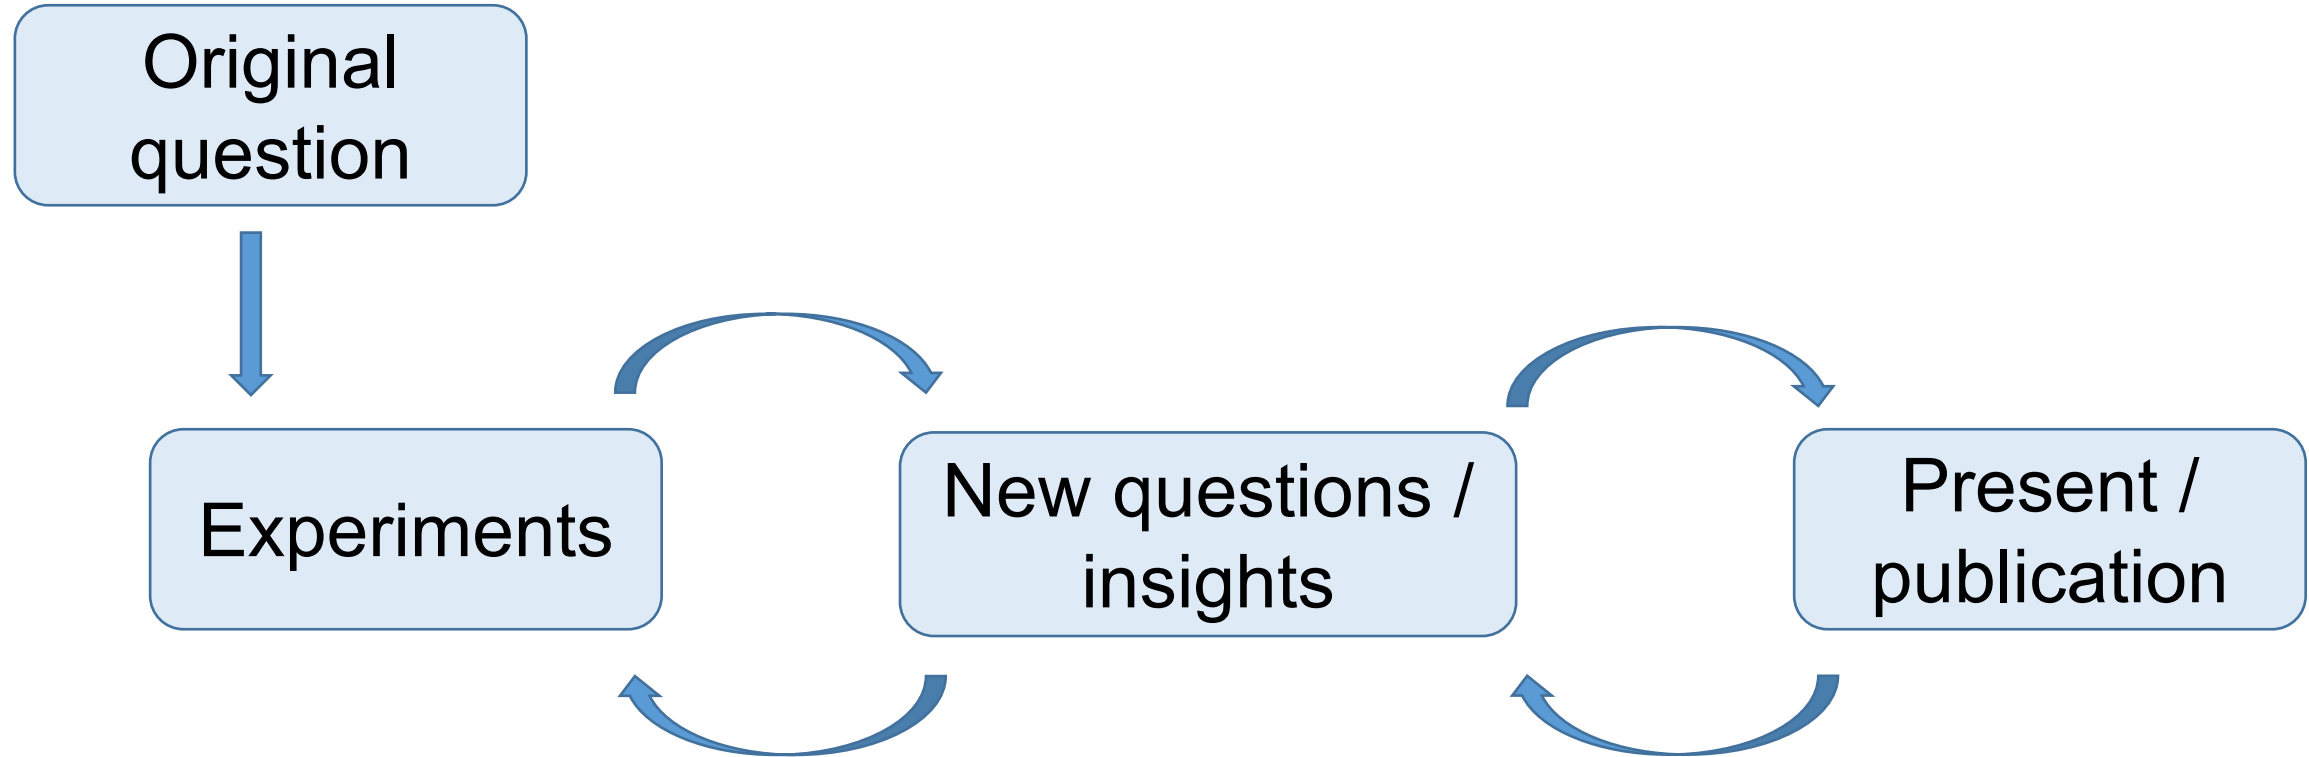 Original
question
Experiments
New questions /
insights
Present /
publication